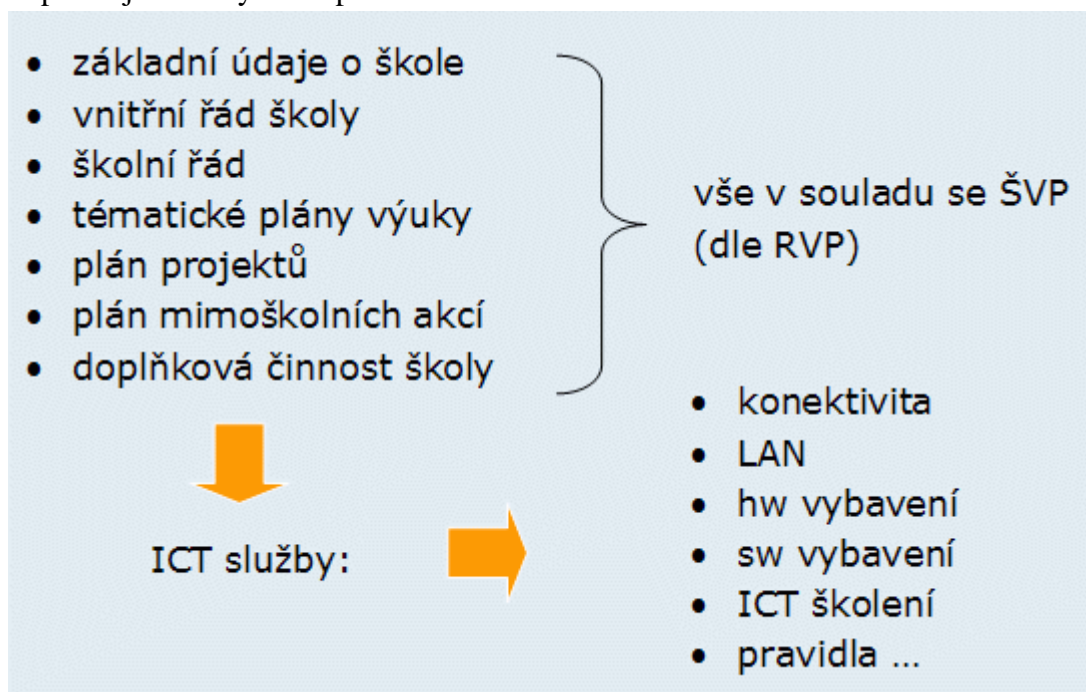 • základní údaje o škole
• vnitřní řád školy
• školní řád
• tématické plány výuky
• plán projektů
• plán mimoškolních akcí
• doplňková činnost školy
vše v souladu se ŠVP
(dle RVP)
ICT služby:
• konektivita
• LAN
• hw vybavení
• sw vybavení
• ICT školení
• pravidla ...